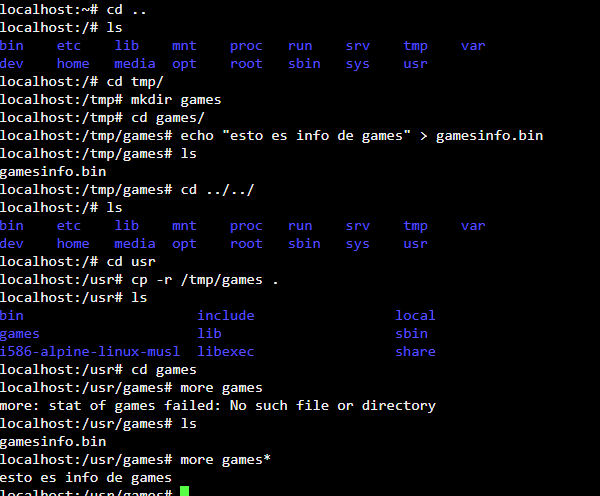 localhost:~# cd ..
localhost:/# ls
bin    etc    lib    mnt    proc   run    srv    tmp    var
dev    home   media  opt    root   sbin   sys    usr
localhost:/# cd tmp/
localhost:/tmp# mkdir games
localhost:/tmp# cd games/
localhost:/tmp/games# echo "esto es info de games" > gamesinfo.bin
localhost:/tmp/games# ls
gamesinfo.bin
localhost:/tmp/games# cd ../../
localhost:/# ls
bin    etc    lib    mnt    proc   run    srv    tmp    var
dev    home   media  opt    root   sbin   sys    usr
localhost:/# cd usr
localhost:/usr# cp -r /tmp/games .
localhost:/usr# ls
bin                     include                 local
games                   lib                     sbin
i586-alpine-linux-musl  libexec                 share
localhost:/usr# cd games
localhost:/usr/games# more games
more: stat of games failed: No such file or directory
localhost:/usr/games# ls
gamesinfo.bin
localhost:/usr/games# more games*
esto es info de games
localhost:/usr/games#